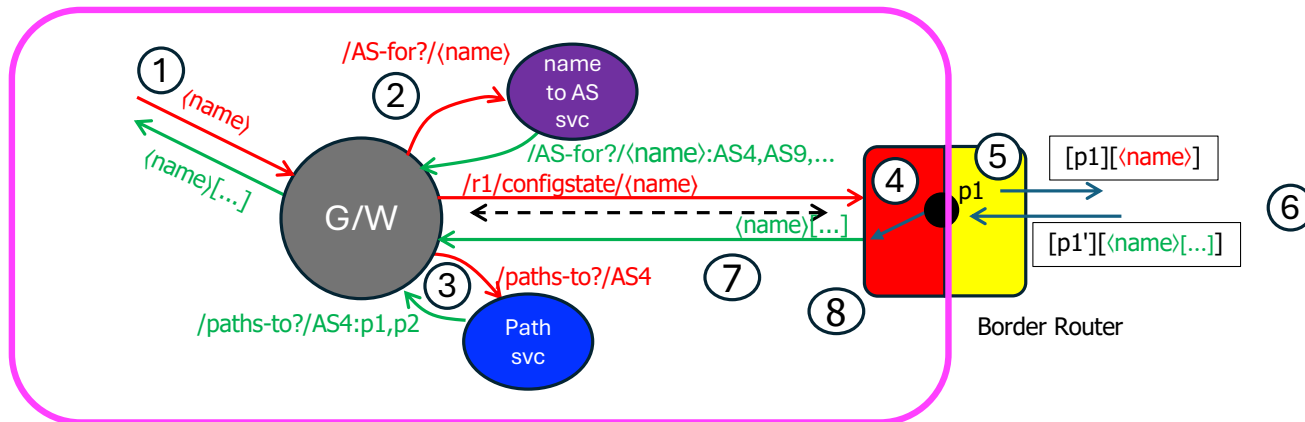 ①
⟨name⟩
⟨name⟩[...]
/AS-for?/⟨name⟩
②
name
to AS
svc
/AS-for?/⟨name⟩:AS4,AS9,...
G/W
/r1/configstate/⟨name⟩
⟨name⟩[...]
③
/paths-to?/AS4
/paths-to?/AS4:p1,p2
Path
svc
⑦
④
⑤
p1
⑧
Border Router
[p1][⟨name⟩]
[p1'][⟨name⟩[...]]
⑥